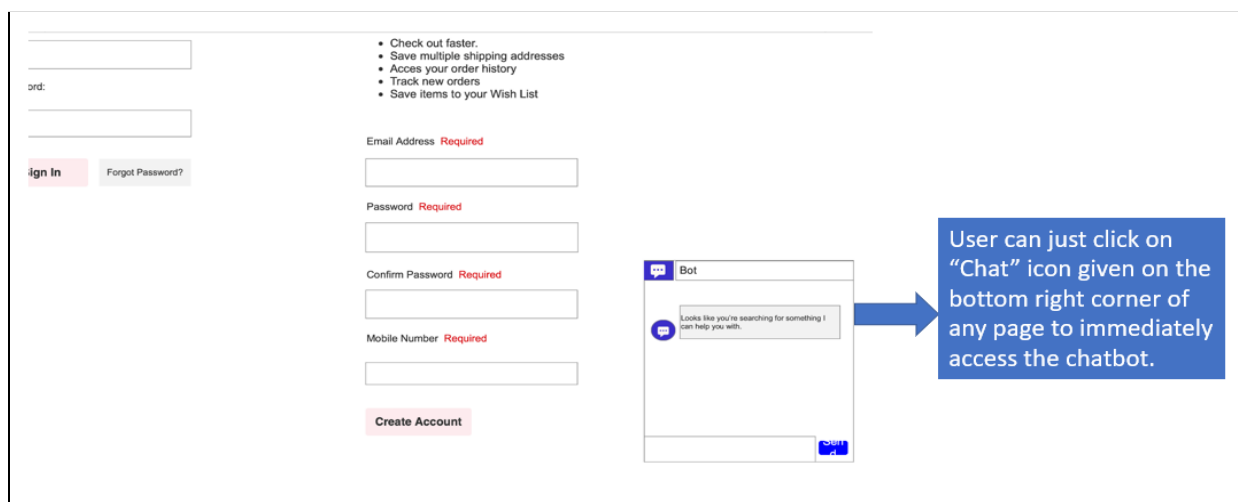 ord:
ign In
Forgot Password?
• Check out faster.
• Save multiple shipping addresses
• Acces your order history
• Track new orders
• Save items to your Wish List
Email Address Required
Password Required
Confirm Password Required
Mobile Number Required
Create Account
Bot
Looks like you're searching for something I
can help you with.
Sen
d
User can just click on
“Chat” icon given on the
bottom right corner of
any page to immediately
access the chatbot.